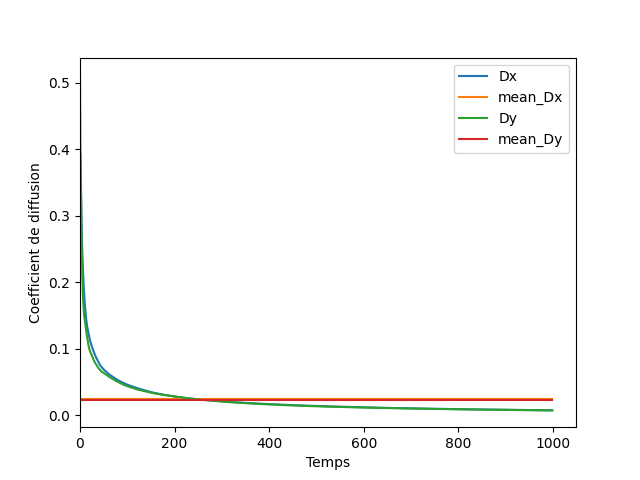 0.5
0.4
0.3
0.2
0.1
0.0
Coefficient de diffusion
Dx
mean_Dx
Dy
mean_Dy
0 200 400 600 800 1000
Temps